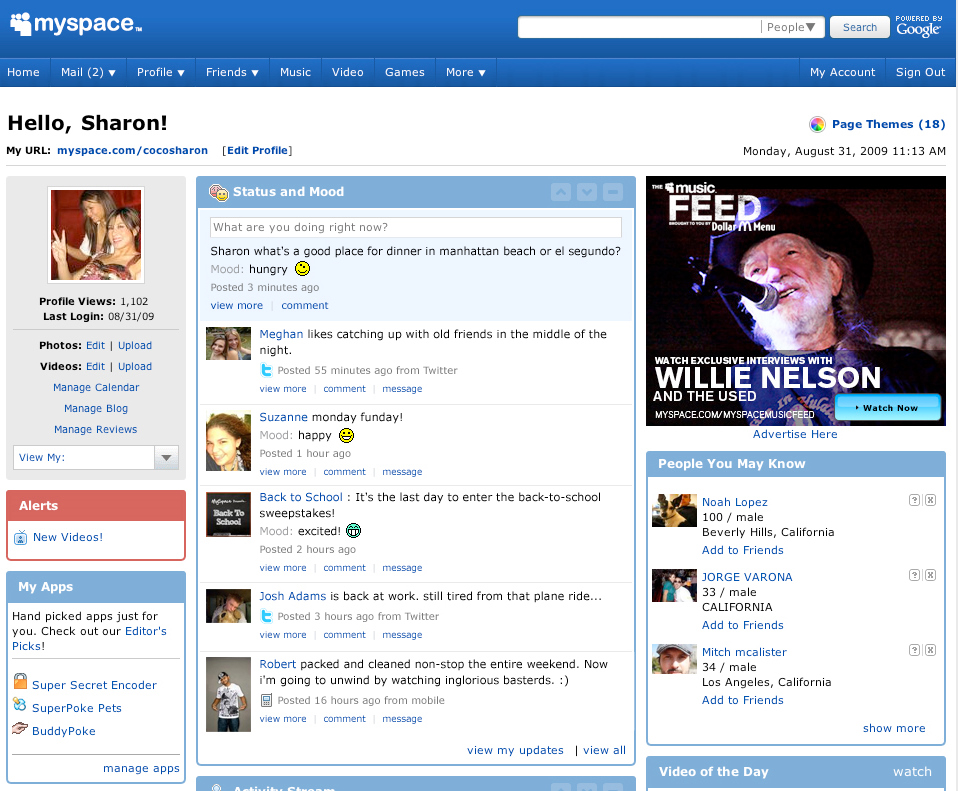 myspace™
People▼
Search
POWERED BY
Google™
Home
Mail (2) ▼
Profile ▼
Friends ▼
Music
Video
Games
More ▼
My Account
Sign Out
Hello, Sharon!
Page Themes (18)
My URL: myspace.com/cocosharon [Edit Profile]
Monday, August 31, 2009 11:13 AM
Profile Views: 1,102
Last Login: 08/31/09
Photos: Edit | Upload
Videos: Edit | Upload
Manage Calendar
Manage Blog
Manage Reviews
View My:
Alerts
New Videos!
My Apps
Hand picked apps just for
you. Check out our Editor's
Picks!
Super Secret Encoder
SuperPoke Pets
BuddyPoke
manage apps
Status and Mood
What are you doing right now?
Sharon what's a good place for dinner in manhattan beach or el segundo?
Mood: hungry
Posted 3 minutes ago
view more | comment
Meghan likes catching up with old friends in the middle of the
night.
Posted 55 minutes ago from Twitter
view more | comment | message
Suzanne monday funday!
Mood: happy
Posted 1 hour ago
view more | comment | message
MySpace Presents...
Back To
School
Back to School : It's the last day to enter the back-to-school
sweepstakes!
Mood: excited!
Posted 2 hours ago
view more | comment | message
Josh Adams is back at work. still tired from that plane ride...
Posted 3 hours ago from Twitter
view more | comment | message
Robert packed and cleaned non-stop the entire weekend. Now
i'm going to unwind by watching inglorious basterds. :)
Posted 16 hours ago from mobile
view more | comment | message
view my updates | view all
Activity Stream
THE music
FEED
BROUGHT TO YOU BY
Dollar M Menu
WATCH EXCLUSIVE INTERVIEWS WITH
WILLIE NELSON
AND THE USED
MYSPACE.COM/MYSPACEMUSICFEED
Watch Now
Advertise Here
People You May Know
Noah Lopez
? X
100 / male
Beverly Hills, California
Add to Friends
JORGE VARONA
? X
33 / male
CALIFORNIA
Add to Friends
Mitch mcalister
? X
34 / male
Los Angeles, California
Add to Friends
show more
Video of the Day
watch